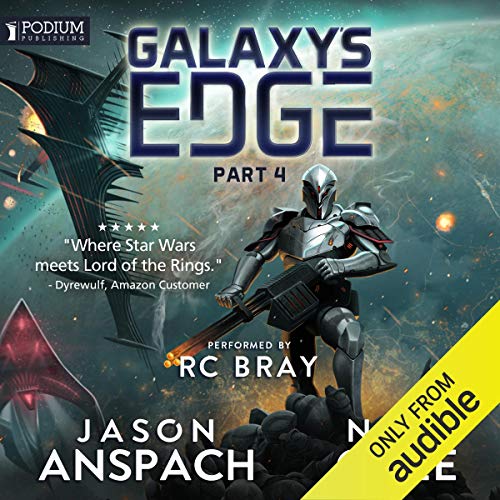 PODIUM
PUBLISHING
GALAXY'S
EDGE
PART 4
★★★★★
"Where Star Wars
meets Lord of the Rings."
- Dyrewulf, Amazon Customer
PERFORMED BY
RC BRAY
JASON
ANSPACH
ONLY FROM
audible